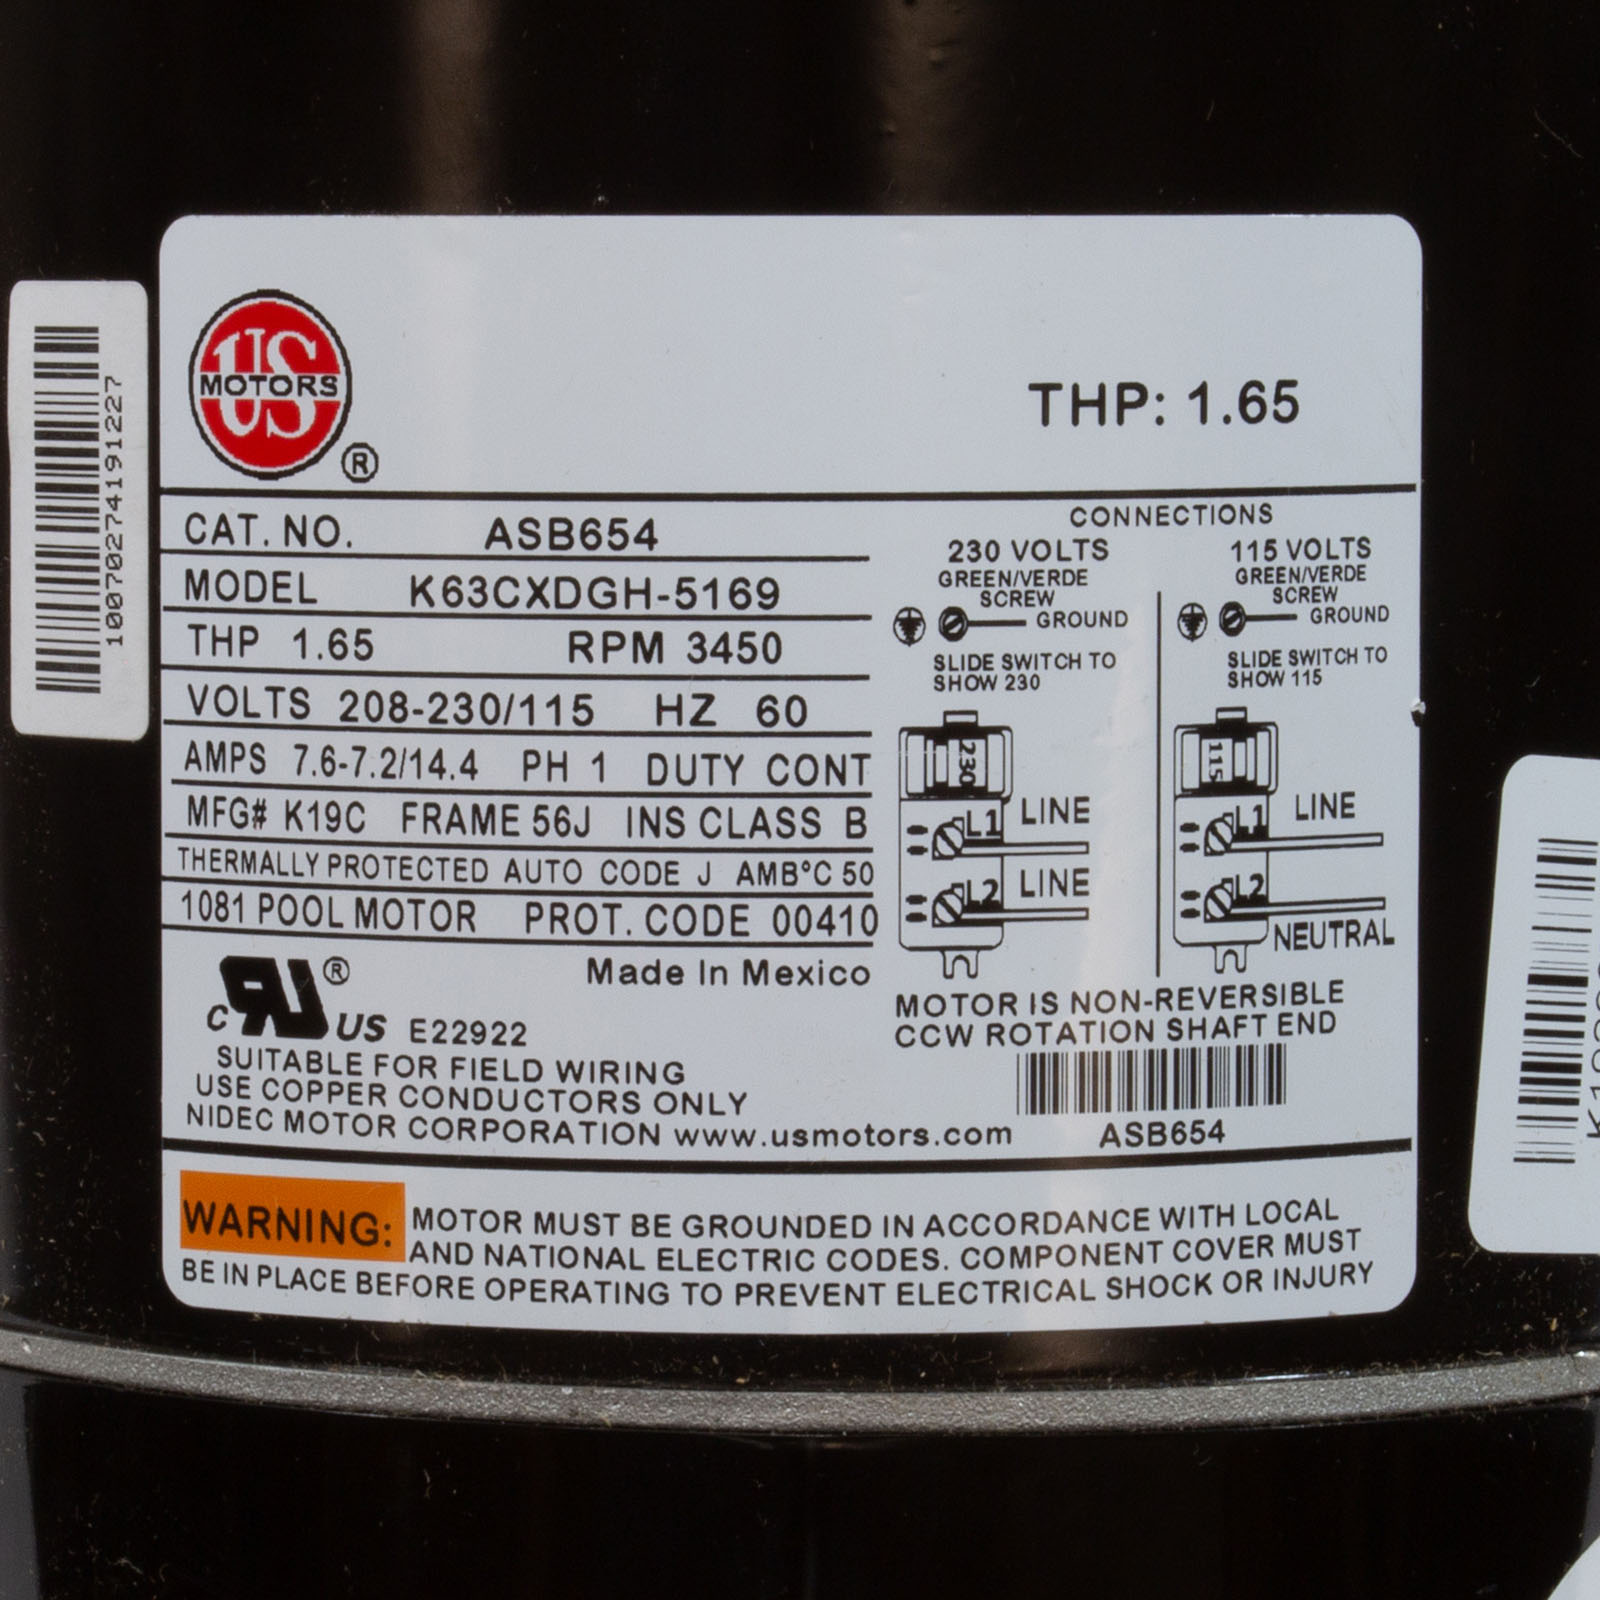 US
MOTORS
®
THP: 1.65
CAT. NO. ASB654
MODEL K63CXDGH-5169
THP 1.65 RPM 3450
VOLTS 208-230/115 HZ 60
AMPS 7.6-7.2/14.4 PH 1 DUTY CONT
MFG# K19C FRAME 56J INS CLASS B
THERMALLY PROTECTED AUTO CODE J AMB°C 50
1081 POOL MOTOR PROT. CODE 00410
Made In Mexico
c RU ® US E22922
SUITABLE FOR FIELD WIRING
USE COPPER CONDUCTORS ONLY
NIDEC MOTOR CORPORATION www.usmotors.com
CONNECTIONS
230 VOLTS
GREEN/VERDE
SCREW
GROUND
SLIDE SWITCH TO
SHOW 230
230
L1 LINE
L2 LINE
115 VOLTS
GREEN/VERDE
SCREW
GROUND
SLIDE SWITCH TO
SHOW 115
115
L1 LINE
L2
NEUTRAL
MOTOR IS NON-REVERSIBLE
CCW ROTATION SHAFT END
ASB654
WARNING: MOTOR MUST BE GROUNDED IN ACCORDANCE WITH LOCAL
AND NATIONAL ELECTRIC CODES. COMPONENT COVER MUST
BE IN PLACE BEFORE OPERATING TO PREVENT ELECTRICAL SHOCK OR INJURY
10070274191227